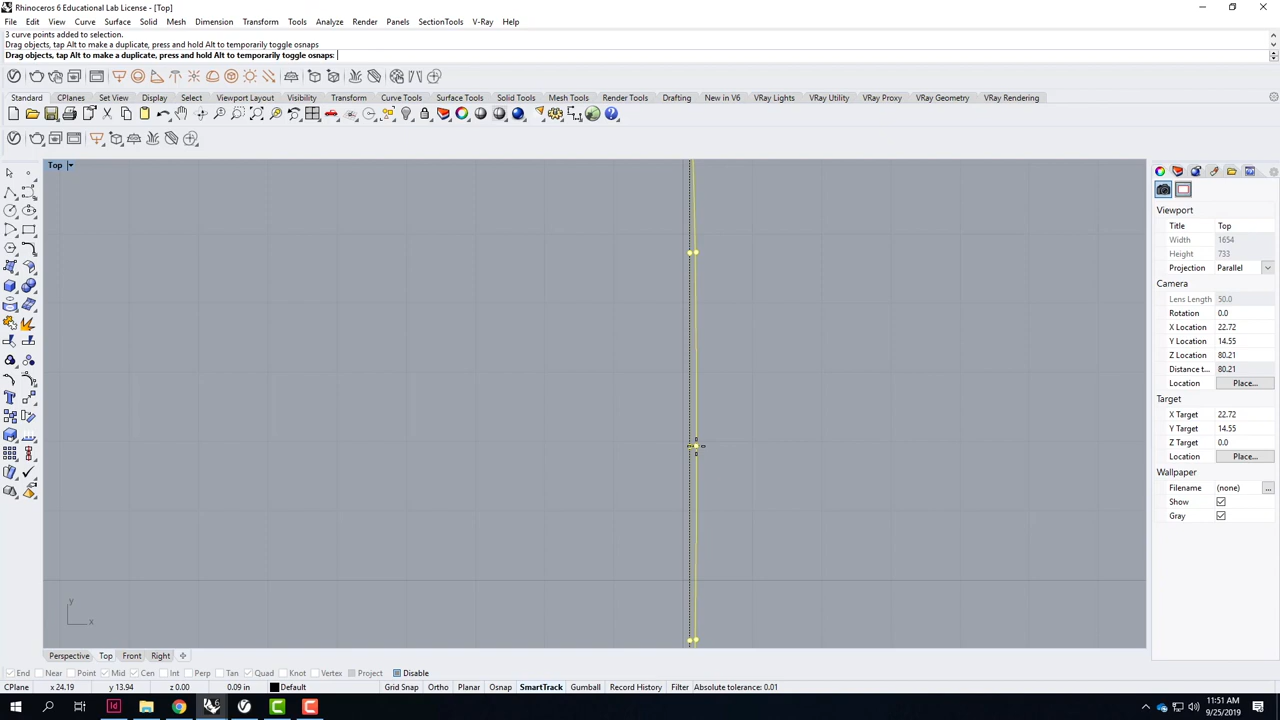 Rhinoceros 6 Educational Lab License - [Top]
File Edit View Curve Surface Solid Mesh Dimension Transform Tools Analyze Render Panels SectionTools V-Ray Help
3 curve points added to selection.
Drag objects, tap Alt to make a duplicate, press and hold Alt to temporarily toggle osnaps
Drag objects, tap Alt to make a duplicate, press and hold Alt to temporarily toggle osnaps:
Standard CPlanes Set View Display Select Viewport Layout Visibility Transform Curve Tools Surface Tools Solid Tools Mesh Tools Render Tools Drafting New in V6 VRay Lights VRay Utility VRay Proxy VRay Geometry VRay Rendering
Top
Viewport
Title Top
Width 1654
Height 733
Projection Parallel
Camera
Lens Length 50.0
Rotation 0.0
X Location 22.72
Y Location 14.55
Z Location 80.21
Distance t... 80.21
Location Place...
Target
X Target 22.72
Y Target 14.55
Z Target 0.0
Location Place...
Wallpaper
Filename (none) ...
Show
Gray
y
x
Perspective Top Front Right
End Near Point Mid Cen Int Perp Tan Quad Knot Vertex Project Disable
CPlane x 24.19 y 13.94 z 0.00 0.09 in Default Grid Snap Ortho Planar Osnap SmartTrack Gumball Record History Filter Absolute tolerance: 0.01
11:51 AM
9/25/2019